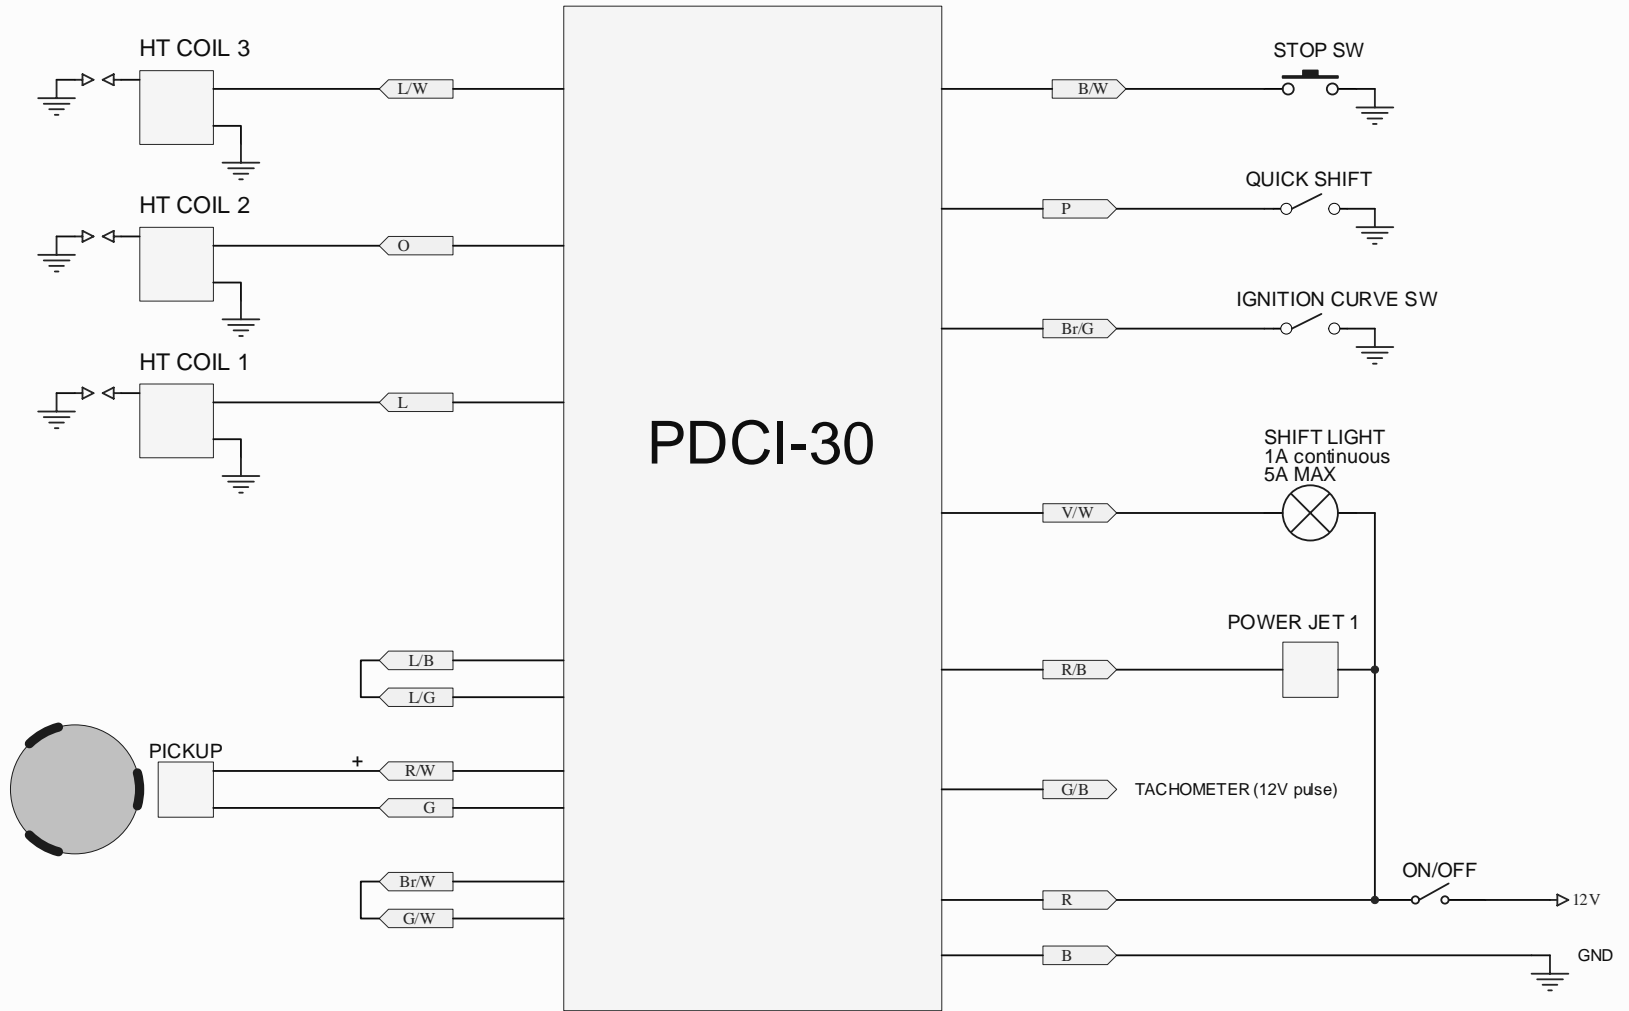 HT COIL 3
L/W
HT COIL 2
O
HT COIL 1
L
L/B
L/G
PICKUP
+
R/W
G
Br/W
G/W
PDCI-30
STOP SW
B/W
QUICK SHIFT
P
IGNITION CURVE SW
Br/G
SHIFT LIGHT
1A continuous
5A MAX
V/W
POWER JET 1
R/B
G/B
TACHOMETER (12V pulse)
ON/OFF
R
12V
B
GND